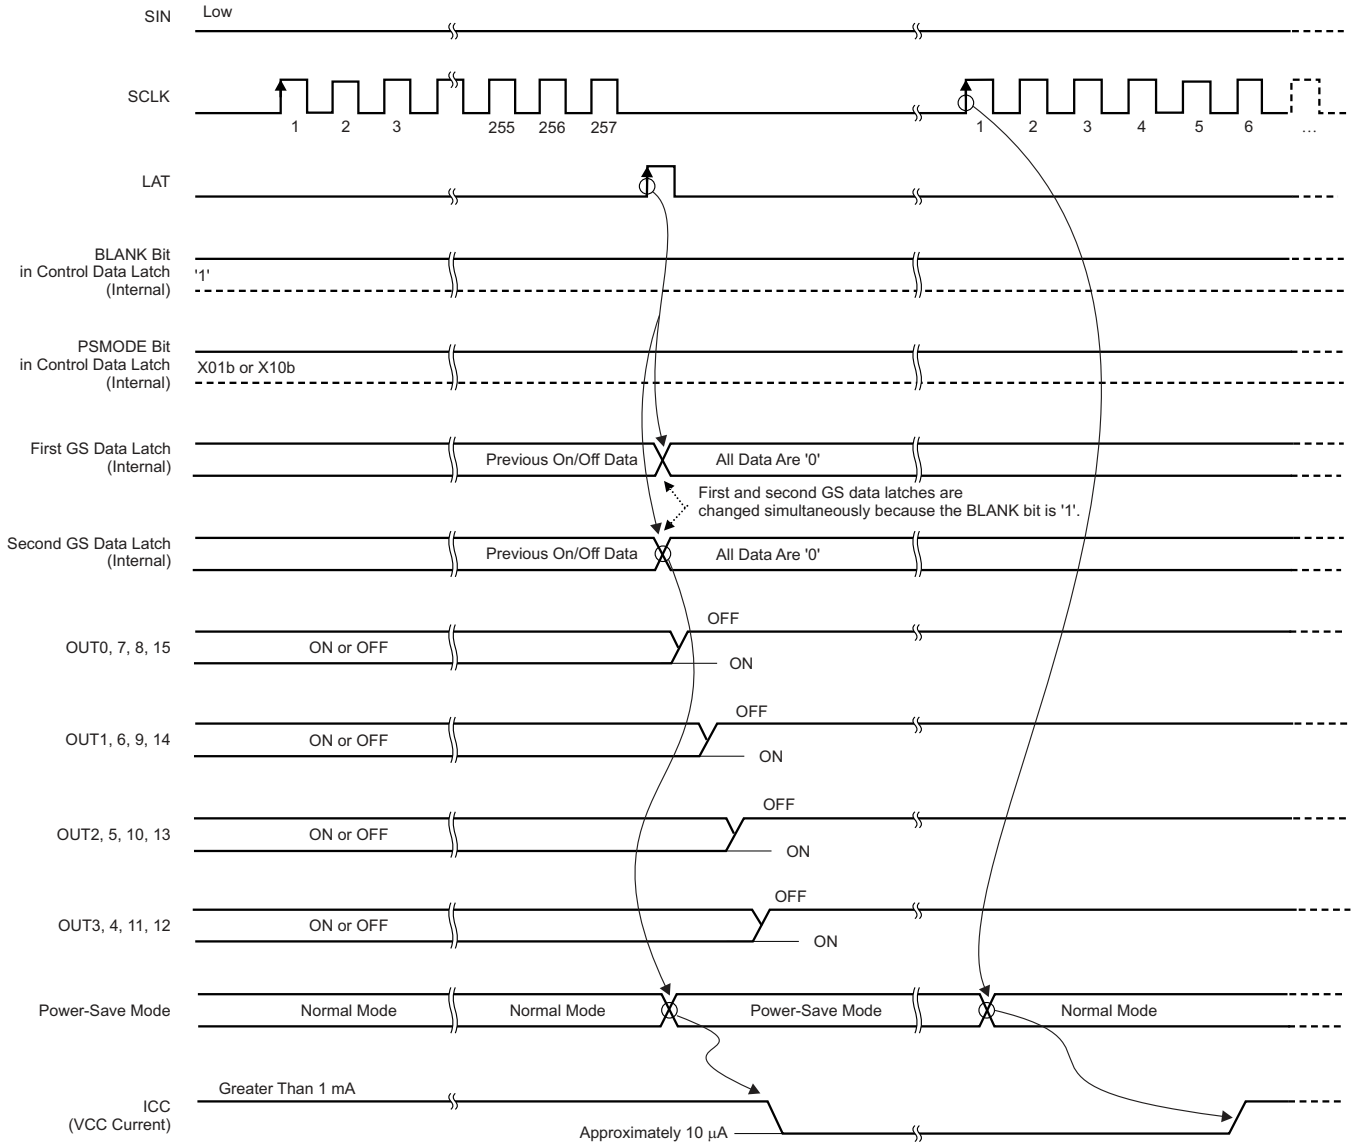 SIN
Low
SCLK
1 2 3 255 256 257 1 2 3 4 5 6 ...
LAT
BLANK Bit
in Control Data Latch
(Internal)
'1'
PSMODE Bit
in Control Data Latch
(Internal)
X01b or X10b
First GS Data Latch
(Internal)
Previous On/Off Data
All Data Are '0'
First and second GS data latches are
changed simultaneously because the BLANK bit is '1'.
Second GS Data Latch
(Internal)
Previous On/Off Data
All Data Are '0'
OUT0, 7, 8, 15
ON or OFF
OFF
ON
OUT1, 6, 9, 14
ON or OFF
OFF
ON
OUT2, 5, 10, 13
ON or OFF
OFF
ON
OUT3, 4, 11, 12
ON or OFF
OFF
ON
Power-Save Mode
Normal Mode
Normal Mode
Power-Save Mode
Normal Mode
ICC
(VCC Current)
Greater Than 1 mA
Approximately 10 μA